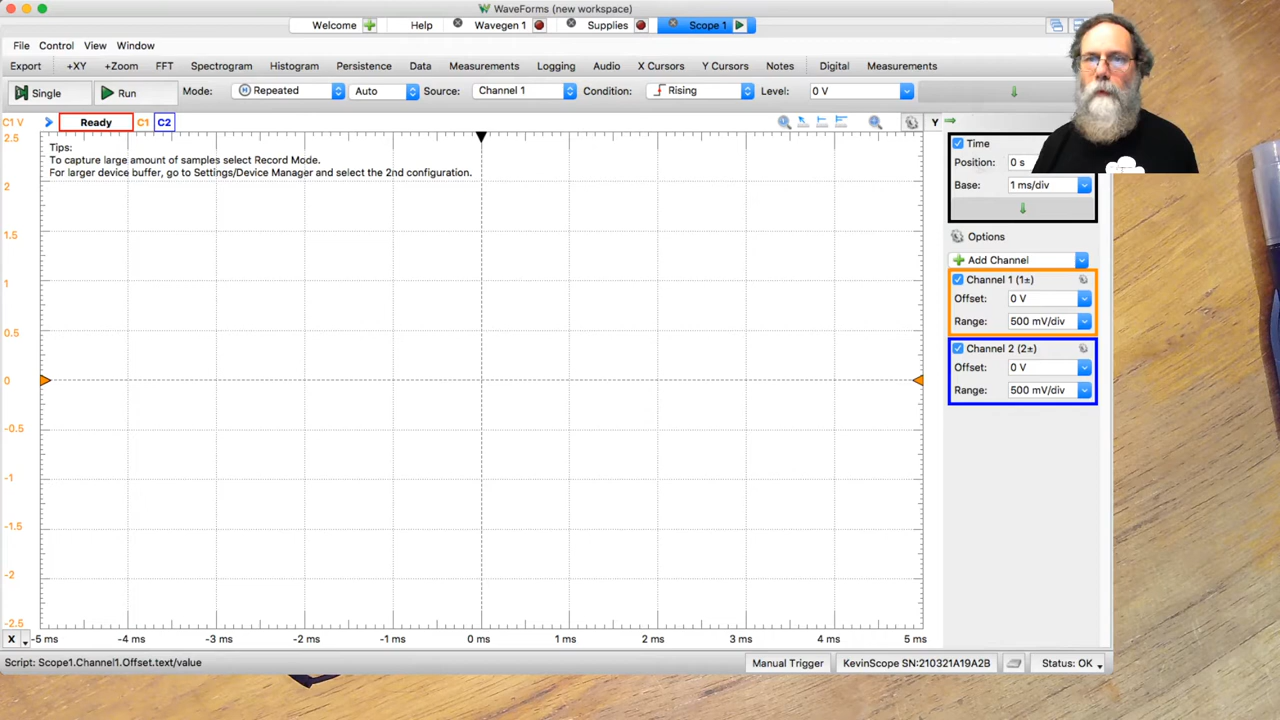 WaveForms (new workspace)
Welcome Help Wavegen 1 Supplies Scope 1
File Control View Window
Export +XY +Zoom FFT Spectrogram Histogram Persistence Data Measurements Logging Audio X Cursors Y Cursors Notes Digital Measurements
Single Run Mode: Repeated Auto Source: Channel 1 Condition: Rising Level: 0 V
C1 V Ready C1 C2 Y
2.5
Tips:
To capture large amount of samples select Record Mode.
For larger device buffer, go to Settings/Device Manager and select the 2nd configuration.
2
1.5
1
0.5
0
-0.5
-1
-1.5
-2
-2.5
X -5 ms -4 ms -3 ms -2 ms -1 ms 0 ms 1 ms 2 ms 3 ms 4 ms 5 ms
Time
Position: 0 s
Base: 1 ms/div
Options
Add Channel
Channel 1 (1±)
Offset: 0 V
Range: 500 mV/div
Channel 2 (2±)
Offset: 0 V
Range: 500 mV/div
Script: Scope1.Channel1.Offset.text/value Manual Trigger KevinScope SN:210321A19A2B Status: OK